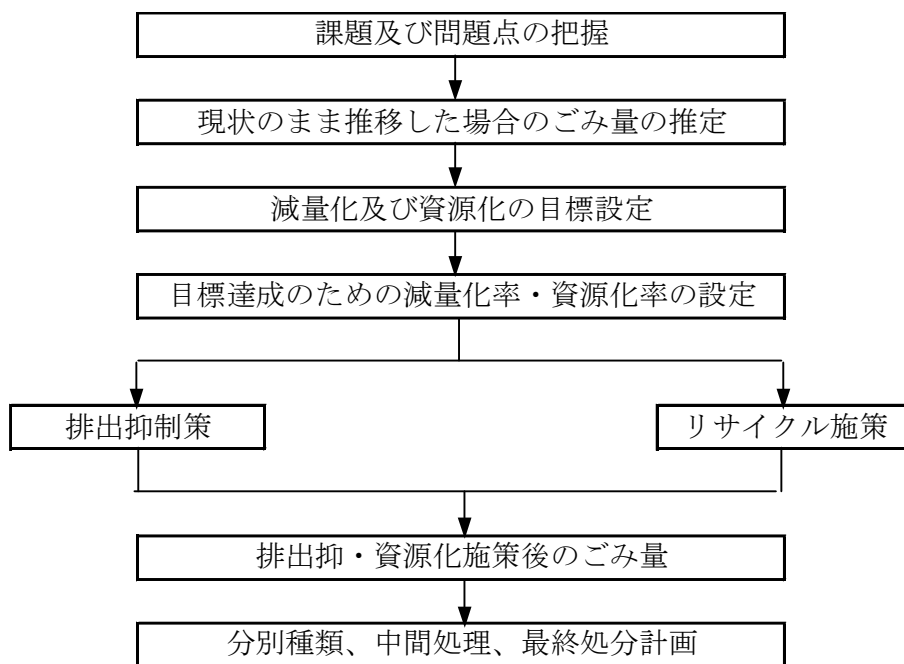 課題及び問題点の把握
現状のまま推移した場合のごみ量の推定
減量化及び資源化の目標設定
目標達成のための減量化率・資源化率の設定
排出抑制策
リサイクル施策
排出抑・資源化施策後のごみ量
分別種類、中間処理、最終処分計画